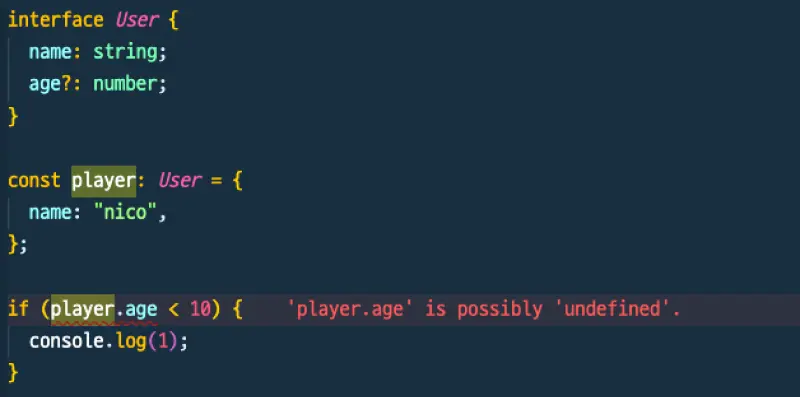 interface User {
  name: string;
  age?: number;
}
const player: User = {
  name: "nico",
};
if (player.age < 10) {    'player.age' is possibly 'undefined'.
  console.log(1);
}